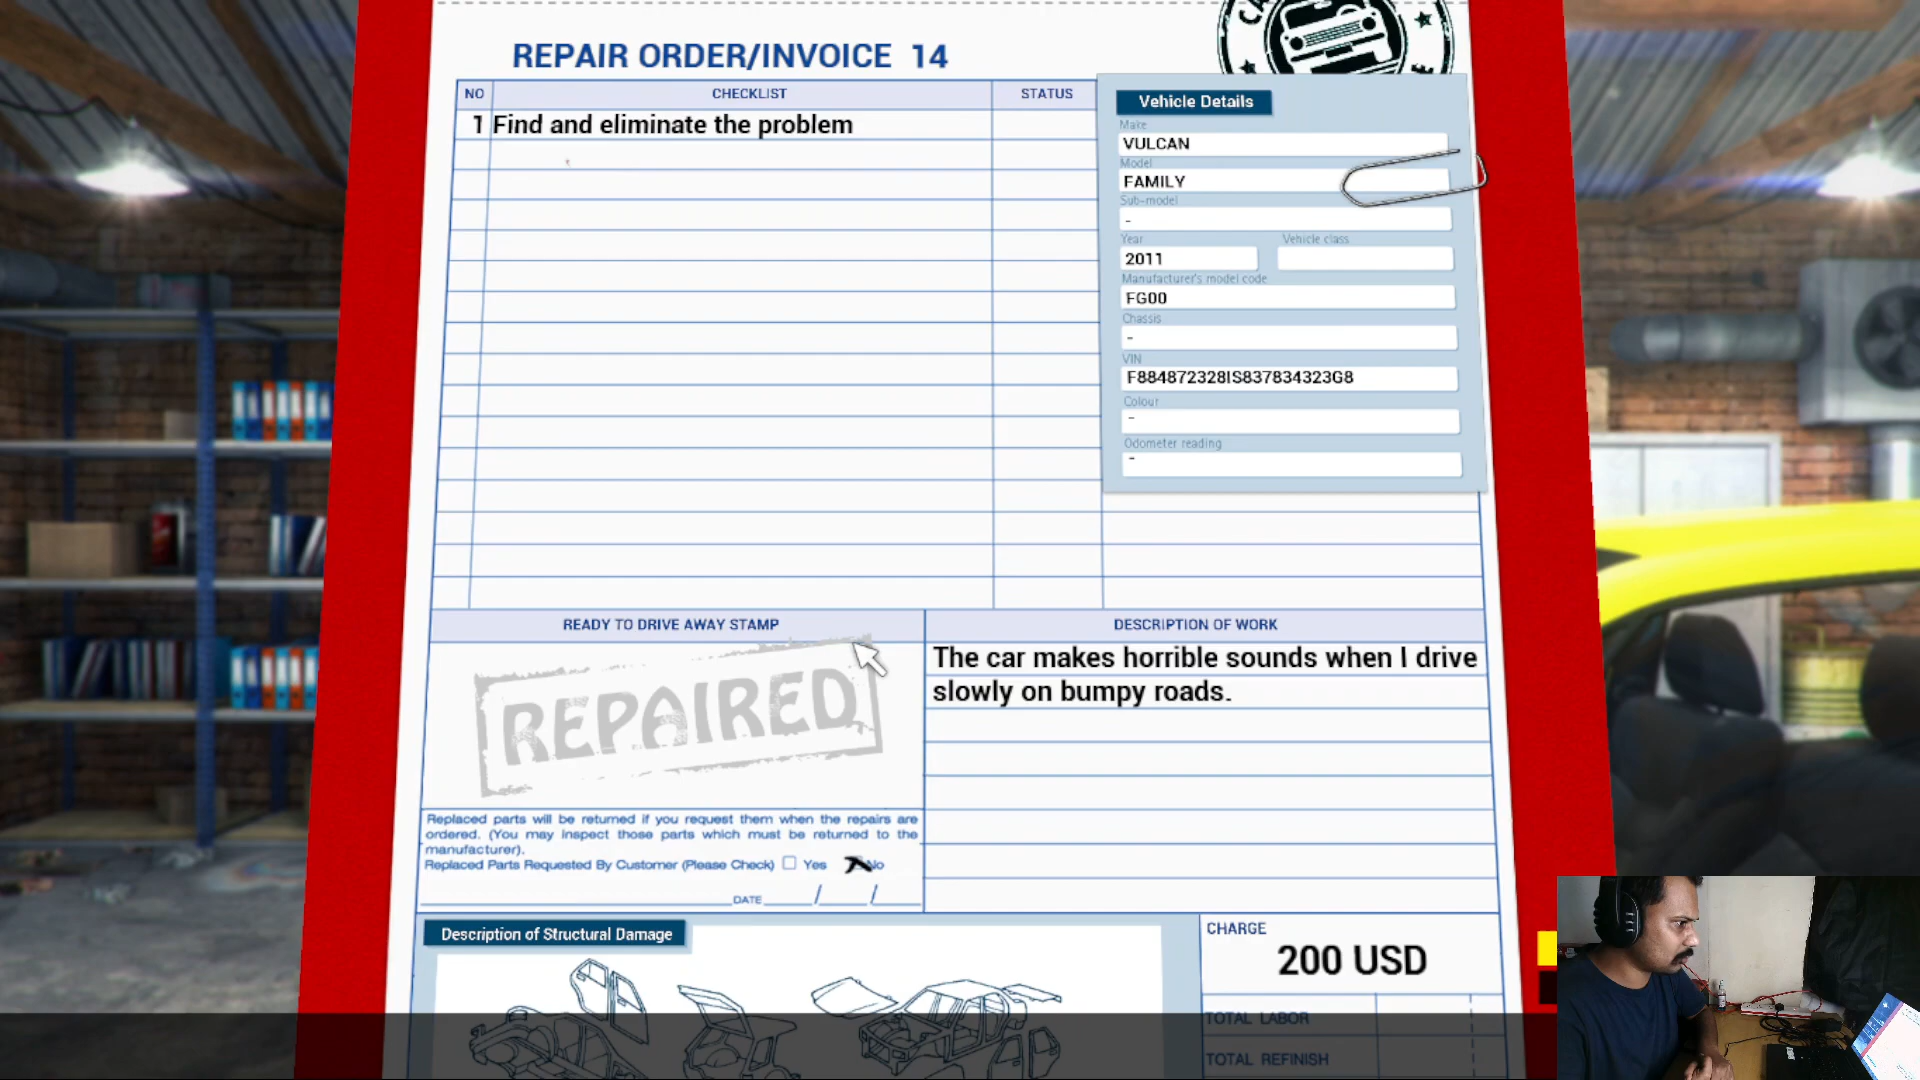 REPAIR ORDER/INVOICE 14
NO CHECKLIST STATUS
1 Find and eliminate the problem
Vehicle Details
Make
VULCAN
Model
FAMILY
Sub-model
-
Year Vehicle class
2011
Manufacturer's model code
FG00
Chassis
-
VIN
F884872328IS837834323G8
Colour
-
Odometer reading
-
READY TO DRIVE AWAY STAMP
REPAIRED
DESCRIPTION OF WORK
The car makes horrible sounds when I drive
slowly on bumpy roads.
Replaced parts will be returned if you request them when the repairs are
ordered. (You may inspect those parts which must be returned to the
manufacturer).
Replaced Parts Requested By Customer (Please Check) Yes No
DATE / /
Description of Structural Damage
CHARGE
200 USD
TOTAL LABOR
TOTAL REFINISH